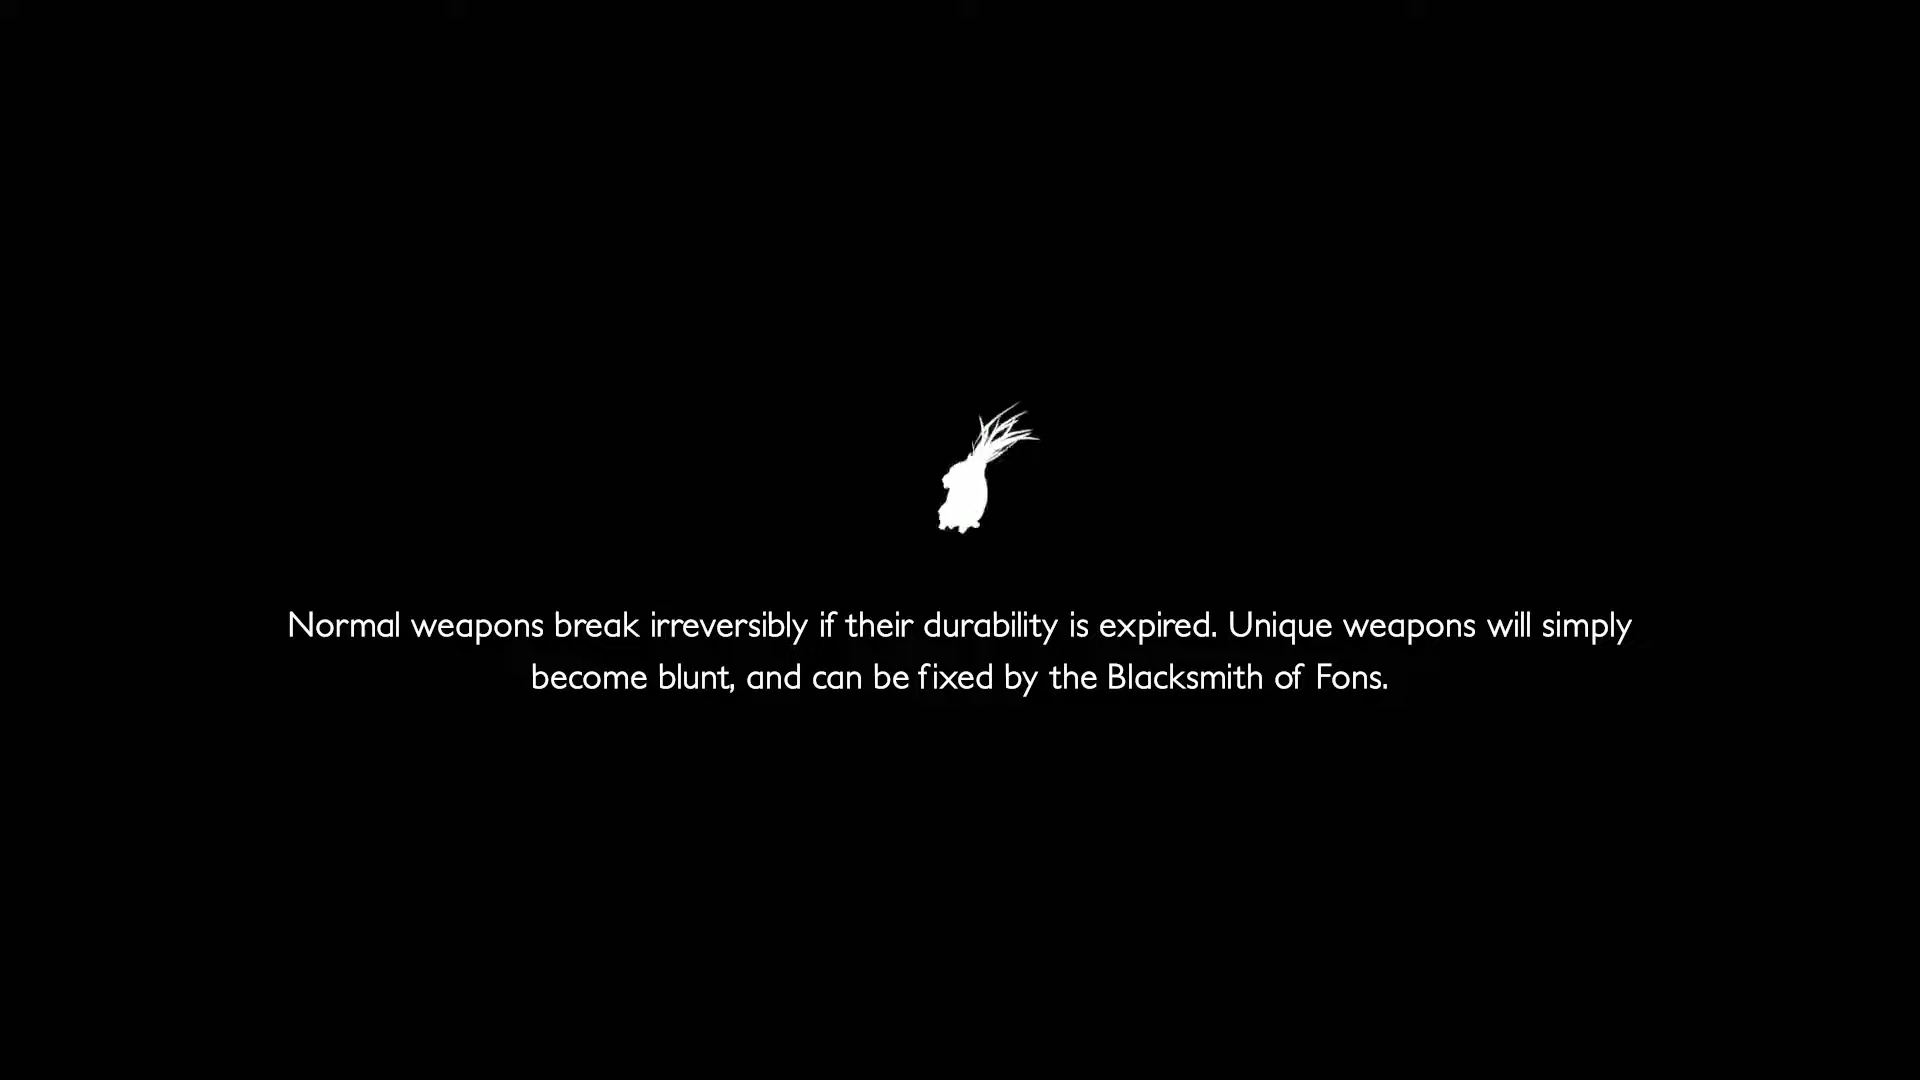 Normal weapons break irreversibly if their durability is expired. Unique weapons will simply
become blunt, and can be fixed by the Blacksmith of Fons.